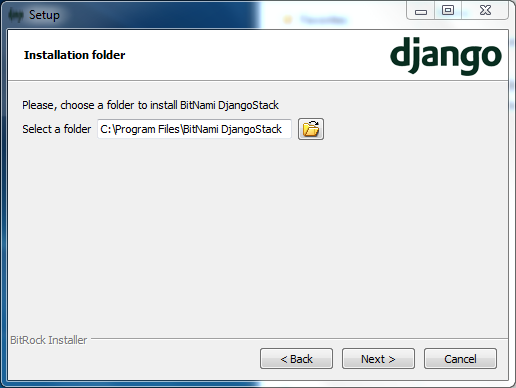 Setup
Installation folder
django
Please, choose a folder to install BitNami DjangoStack
Select a folder C:\Program Files\BitNami DjangoStack
BitRock Installer
< Back Next > Cancel